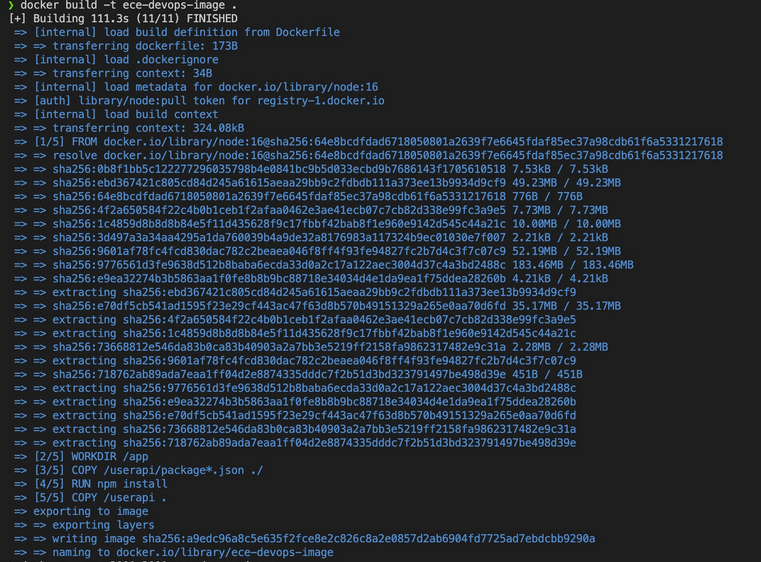 ❯ docker build -t ece-devops-image .
[+] Building 111.3s (11/11) FINISHED
=> [internal] load build definition from Dockerfile
=> => transferring dockerfile: 173B
=> [internal] load .dockerignore
=> => transferring context: 34B
=> [internal] load metadata for docker.io/library/node:16
=> [auth] library/node:pull token for registry-1.docker.io
=> [internal] load build context
=> => transferring context: 324.08kB
=> [1/5] FROM docker.io/library/node:16@sha256:64e8bcdfdad6718050801a2639f7e6645fdaf85ec37a98cdb61f6a5331217618
=> => resolve docker.io/library/node:16@sha256:64e8bcdfdad6718050801a2639f7e6645fdaf85ec37a98cdb61f6a5331217618
=> => sha256:0b8f1bb5c122277296035798b4e0841bc9b5d033ecbd9b7686143f1705610518 7.53kB / 7.53kB
=> => sha256:ebd367421c805cd84d245a61615aeaa29bb9c2fdbdb111a373ee13b9934d9cf9 49.23MB / 49.23MB
=> => sha256:64e8bcdfdad6718050801a2639f7e6645fdaf85ec37a98cdb61f6a5331217618 776B / 776B
=> => sha256:4f2a650584f22c4b0b1ceb1f2afaa0462e3ae41ecb07c7cb82d338e99fc3a9e5 7.73MB / 7.73MB
=> => sha256:1c4859d8b8d8b84e5f11d435628f9c17fbbf42bab8f1e960e9142d545c44a21c 10.00MB / 10.00MB
=> => sha256:3d497a3a34aa4295a1da760039b4a9de32a8176983a117324b9ec01030e7f007 2.21kB / 2.21kB
=> => sha256:9601af78fc4fcd830dac782c2beaea046f8ff4f93fe94827fc2b7d4c3f7c07c9 52.19MB / 52.19MB
=> => sha256:9776561d3fe9638d512b8baba6ecda33d0a2c17a122aec3004d37c4a3bd2488c 183.46MB / 183.46MB
=> => sha256:e9ea32274b3b5863aa1f0fe8b8b9bc88718e34034d4e1da9ea1f75ddea28260b 4.21kB / 4.21kB
=> => extracting sha256:ebd367421c805cd84d245a61615aeaa29bb9c2fdbdb111a373ee13b9934d9cf9
=> => sha256:e70df5cb541ad1595f23e29cf443ac47f63d8b570b49151329a265e0aa70d6fd 35.17MB / 35.17MB
=> => extracting sha256:4f2a650584f22c4b0b1ceb1f2afaa0462e3ae41ecb07c7cb82d338e99fc3a9e5
=> => extracting sha256:1c4859d8b8d8b84e5f11d435628f9c17fbbf42bab8f1e960e9142d545c44a21c
=> => sha256:73668812e546da83b0ca83b40903a2a7bb3e5219ff2158fa9862317482e9c31a 2.28MB / 2.28MB
=> => extracting sha256:9601af78fc4fcd830dac782c2beaea046f8ff4f93fe94827fc2b7d4c3f7c07c9
=> => sha256:718762ab89ada7eaa1ff04d2e8874335dddc7f2b51d3bd323791497be498d39e 451B / 451B
=> => extracting sha256:9776561d3fe9638d512b8baba6ecda33d0a2c17a122aec3004d37c4a3bd2488c
=> => extracting sha256:e9ea32274b3b5863aa1f0fe8b8b9bc88718e34034d4e1da9ea1f75ddea28260b
=> => extracting sha256:e70df5cb541ad1595f23e29cf443ac47f63d8b570b49151329a265e0aa70d6fd
=> => extracting sha256:73668812e546da83b0ca83b40903a2a7bb3e5219ff2158fa9862317482e9c31a
=> => extracting sha256:718762ab89ada7eaa1ff04d2e8874335dddc7f2b51d3bd323791497be498d39e
=> [2/5] WORKDIR /app
=> [3/5] COPY /userapi/package*.json ./
=> [4/5] RUN npm install
=> [5/5] COPY /userapi .
=> exporting to image
=> => exporting layers
=> => writing image sha256:a9edc96a8c5e635f2fce8e2c826c8a2e0857d2ab6904fd7725ad7ebdcbb9290a
=> => naming to docker.io/library/ece-devops-image